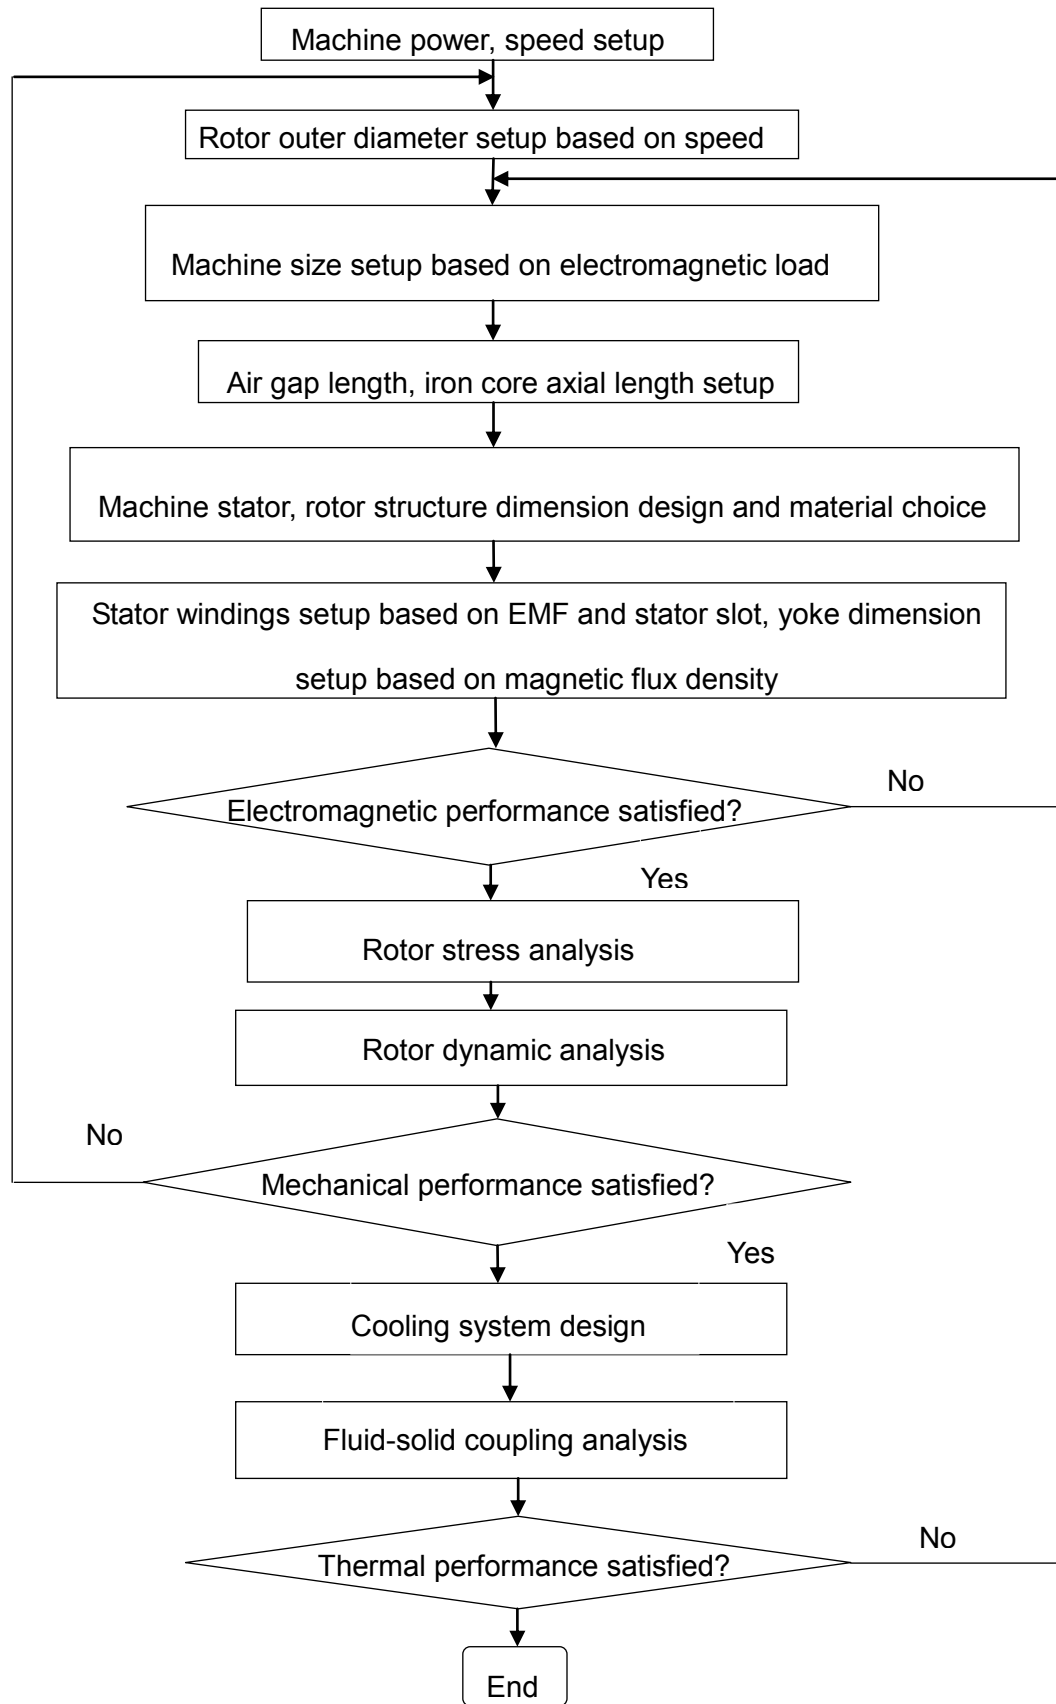 Machine power, speed setup
Rotor outer diameter setup based on speed
Machine size setup based on electromagnetic load
Air gap length, iron core axial length setup
Machine stator, rotor structure dimension design and material choice
Stator windings setup based on EMF and stator slot, yoke dimension
setup based on magnetic flux density
No
Electromagnetic performance satisfied?
Yes
Rotor stress analysis
Rotor dynamic analysis
No
Mechanical performance satisfied?
Yes
Cooling system design
Fluid-solid coupling analysis
No
Thermal performance satisfied?
End